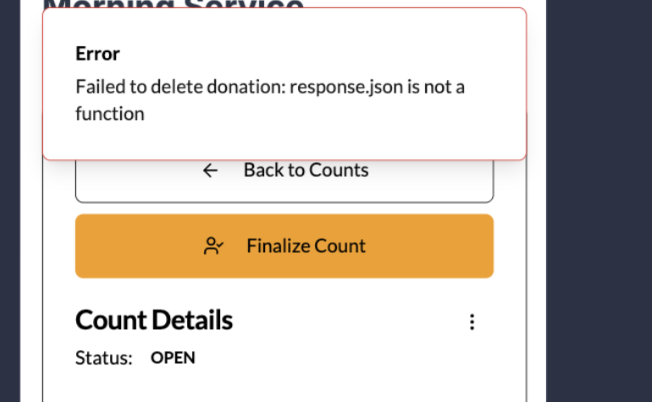 Morning Service
Error
Failed to delete donation: response.json is not a
function
Back to Counts
Finalize Count
Count Details
Status: OPEN